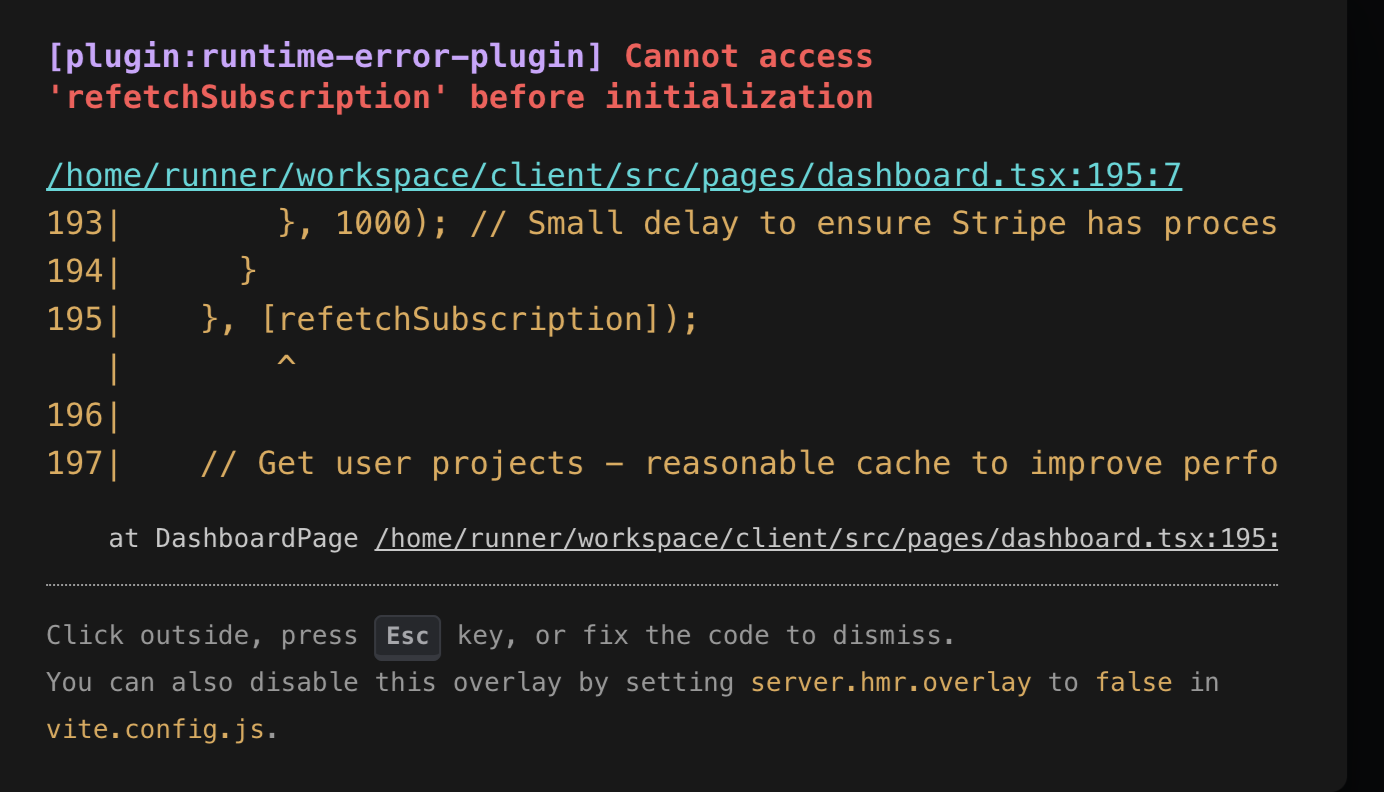 [plugin:runtime-error-plugin] Cannot access
'refetchSubscription' before initialization
/home/runner/workspace/client/src/pages/dashboard.tsx:195:7
193|        }, 1000); // Small delay to ensure Stripe has proces
194|      }
195|    }, [refetchSubscription]);
   |        ^
196|
197|    // Get user projects – reasonable cache to improve perfo
at DashboardPage /home/runner/workspace/client/src/pages/dashboard.tsx:195:
Click outside, press Esc key, or fix the code to dismiss.
You can also disable this overlay by setting server.hmr.overlay to false in
vite.config.js.